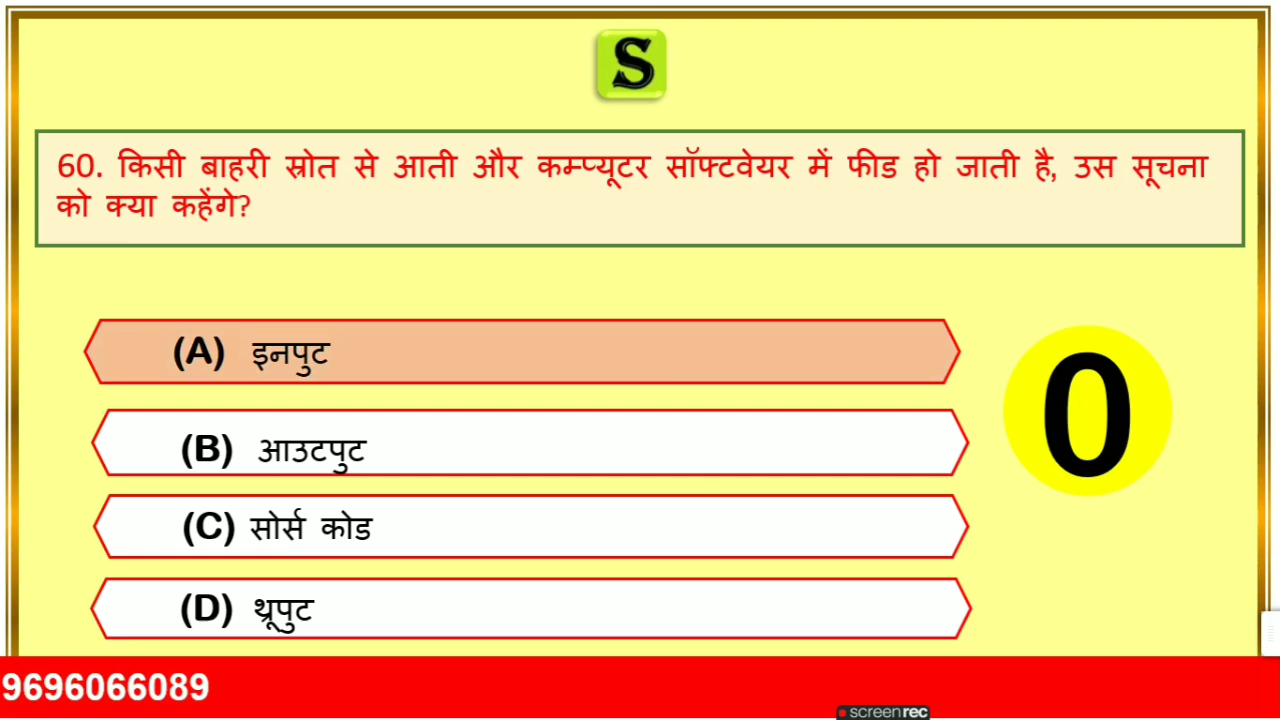 S
60. किसी बाहरी स्रोत से आती और कम्प्यूटर सॉफ्टवेयर में फीड हो जाती है, उस सूचना
को क्या कहेंगे?
(A) इनपुट
0
(B) आउटपुट
(C) सोर्स कोड
(D) थ्रूपुट
9696066089
screenrec